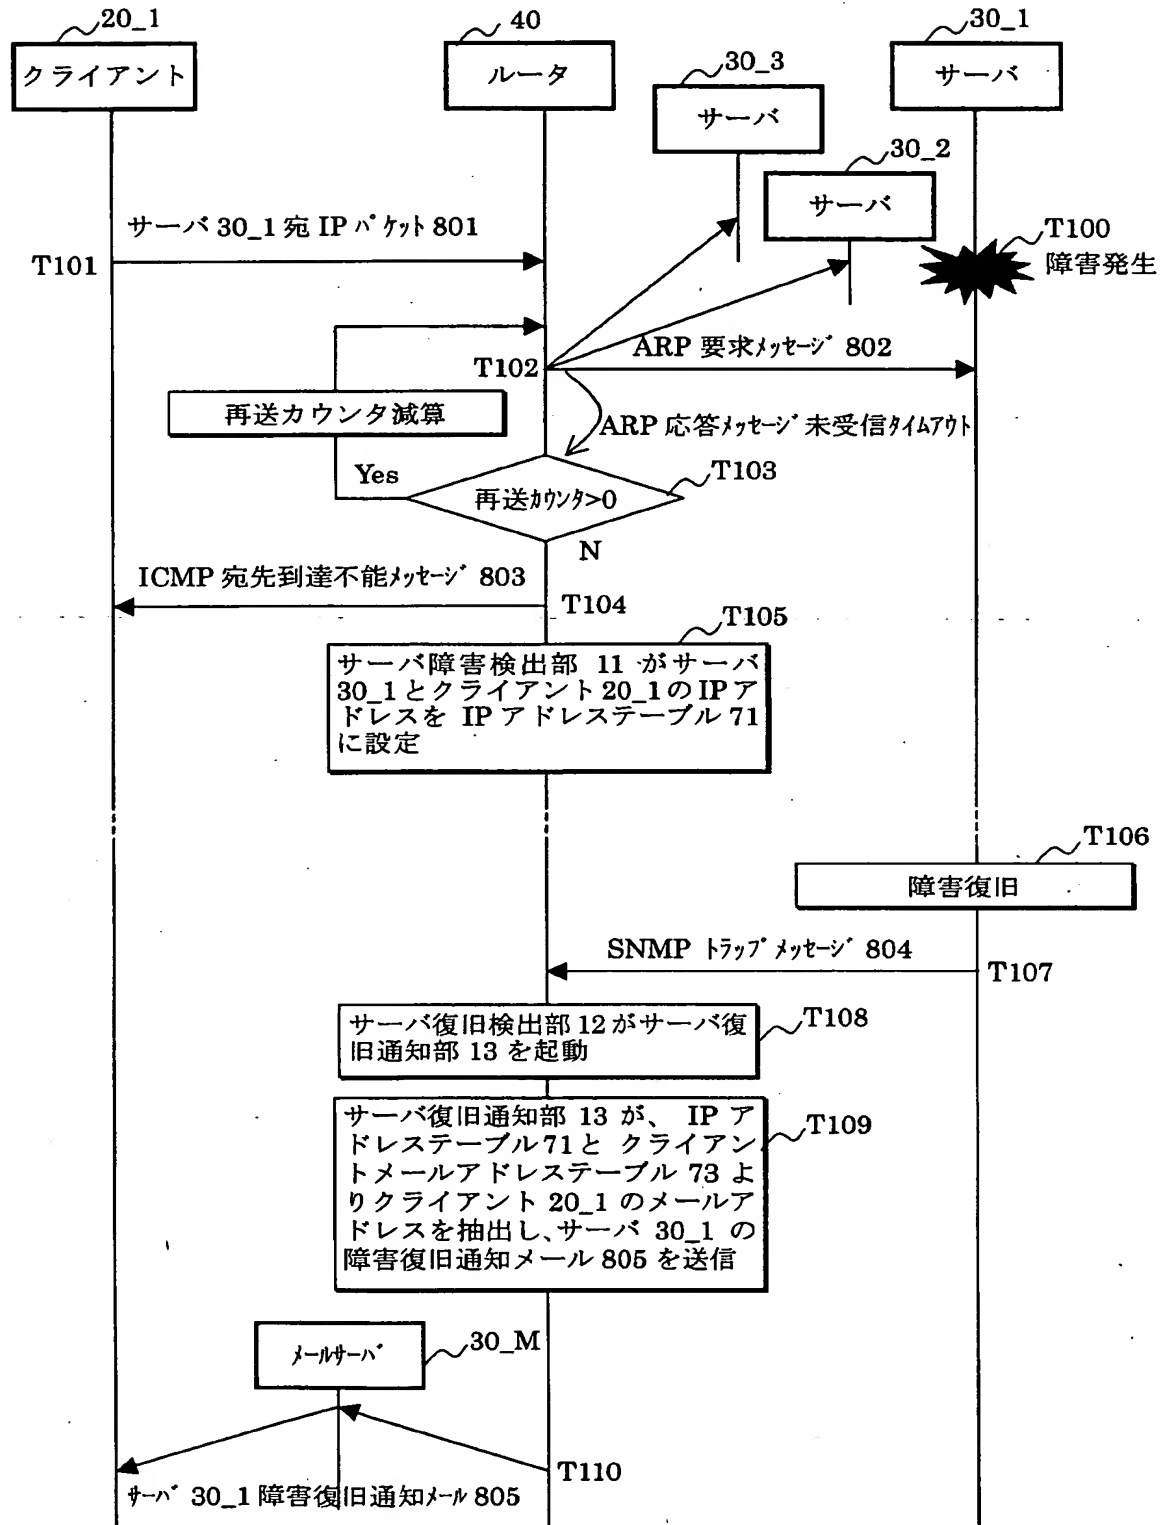 20_1
40
30_1
クライアント
ルータ
サーバ
30_3
サーバ
30_2
サーバ
サーバ 30_1 宛 IP パケット 801
T101
T100
障害発生
T102
ARP 要求メッセージ 802
再送カウンタ減算
ARP 応答メッセージ 未受信タイムアウト
Yes
T103
再送カウンタ>0
N
ICMP 宛先到達不能メッセージ 803
T104
T105
サーバ障害検出部 11 がサーバ
30_1とクライアント20_1のIPア
ドレスを IP アドレステーブル 71
に設定
T106
障害復旧
SNMP トラップメッセージ 804
T107
サーバ復旧検出部 12 がサーバ復
旧通知部 13 を起動
T108
サーバ復旧通知部 13 が、 IP ア
ドレステーブル 71と クライアン
トメールアドレステーブル 73 よ
りクライアント 20_1 のメールア
ドレスを抽出し、サーバ 30_1 の
障害復旧通知メール 805 を送信
T109
メールサーバ
30_M
T110
サーバ 30_1 障害復旧通知メール 805